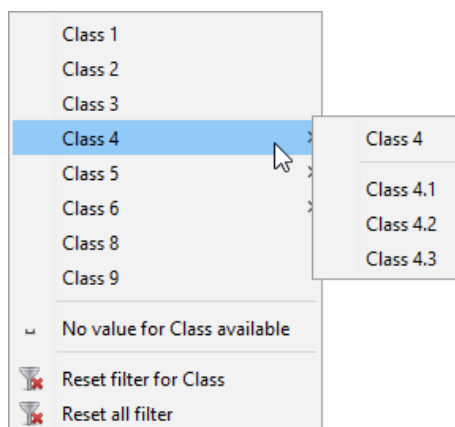 Class 1
Class 2
Class 3
Class 4
Class 5
Class 6
Class 8
Class 9
No value for Class available
Reset filter for Class
Reset all filter
Class 4
Class 4.1
Class 4.2
Class 4.3